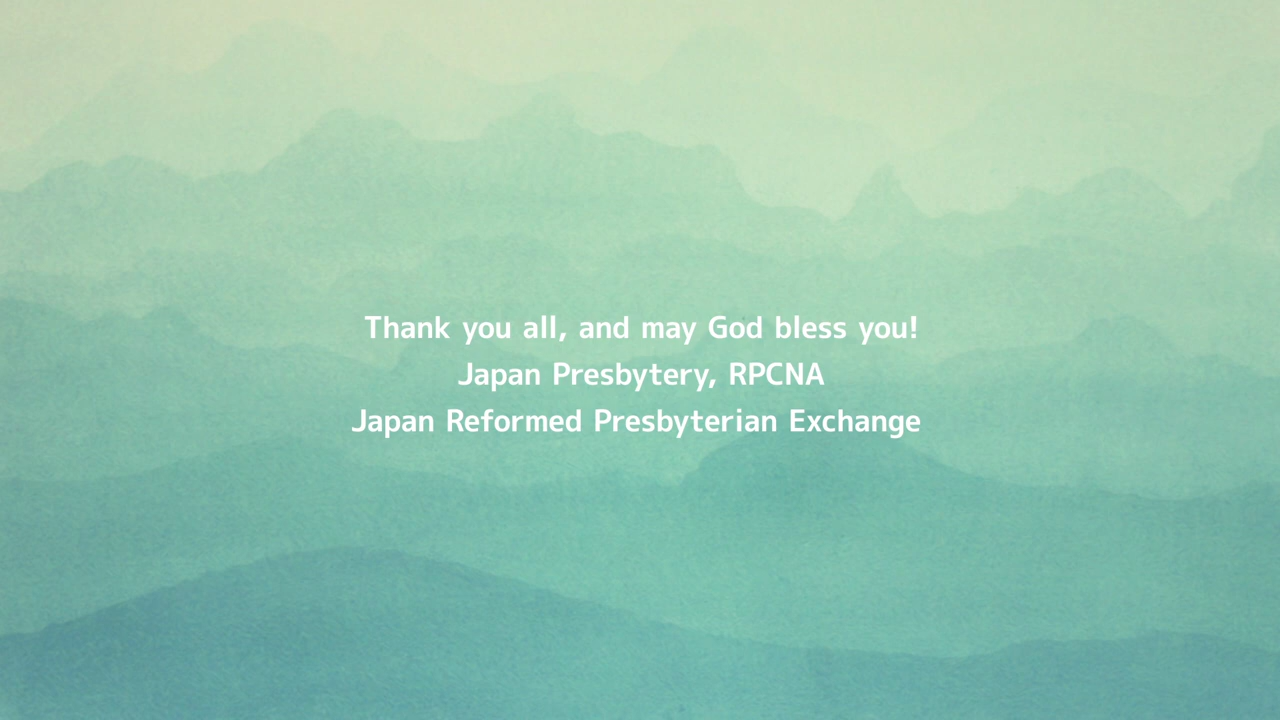 Thank you all, and may God bless you!
Japan Presbytery, RPCNA
Japan Reformed Presbyterian Exchange